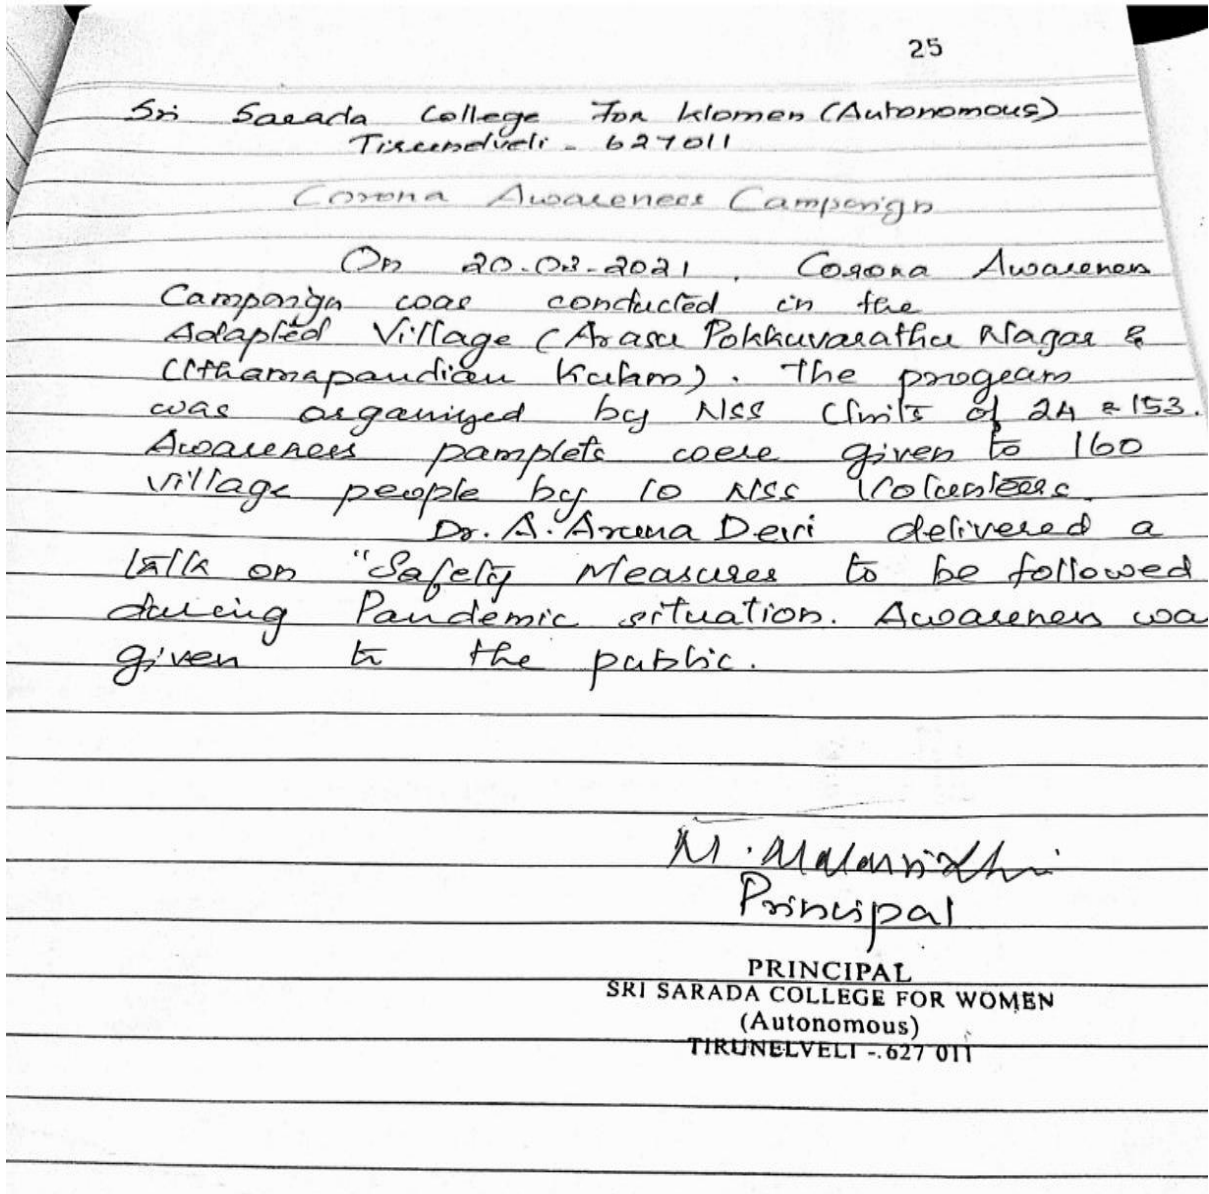 25
Sri Sarada College For Women (Autonomous)
Tirunelveli - 627011
Corona Awareness Campaign
On 20.03.2021, Corona Awareness
Campaign was conducted in the
Adapted Village (Arasu Pokkuvarathu Nagar &
Uthamapandian Kulam). The program
was organized by NSS Units of 24 & 153.
Awareness pamplets were given to 160
village people by 10 NSS Volunteers.
Dr. A. Aruna Devi delivered a
talk on "Safety Measures to be followed
during Pandemic situation. Awareness wa
given to the public.
Principal
PRINCIPAL
SRI SARADA COLLEGE FOR WOMEN
(Autonomous)
TIRUNELVELI - 627 011